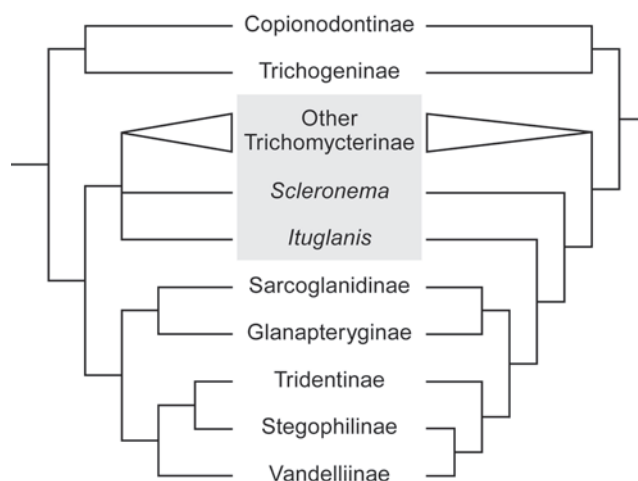 Copionodontinae
Trichogeninae
Other
Trichomycterinae
Scleronema
Ituglanis
Sarcoglanidinae
Glanapteryginae
Tridentinae
Stegophilinae
Vandelliinae